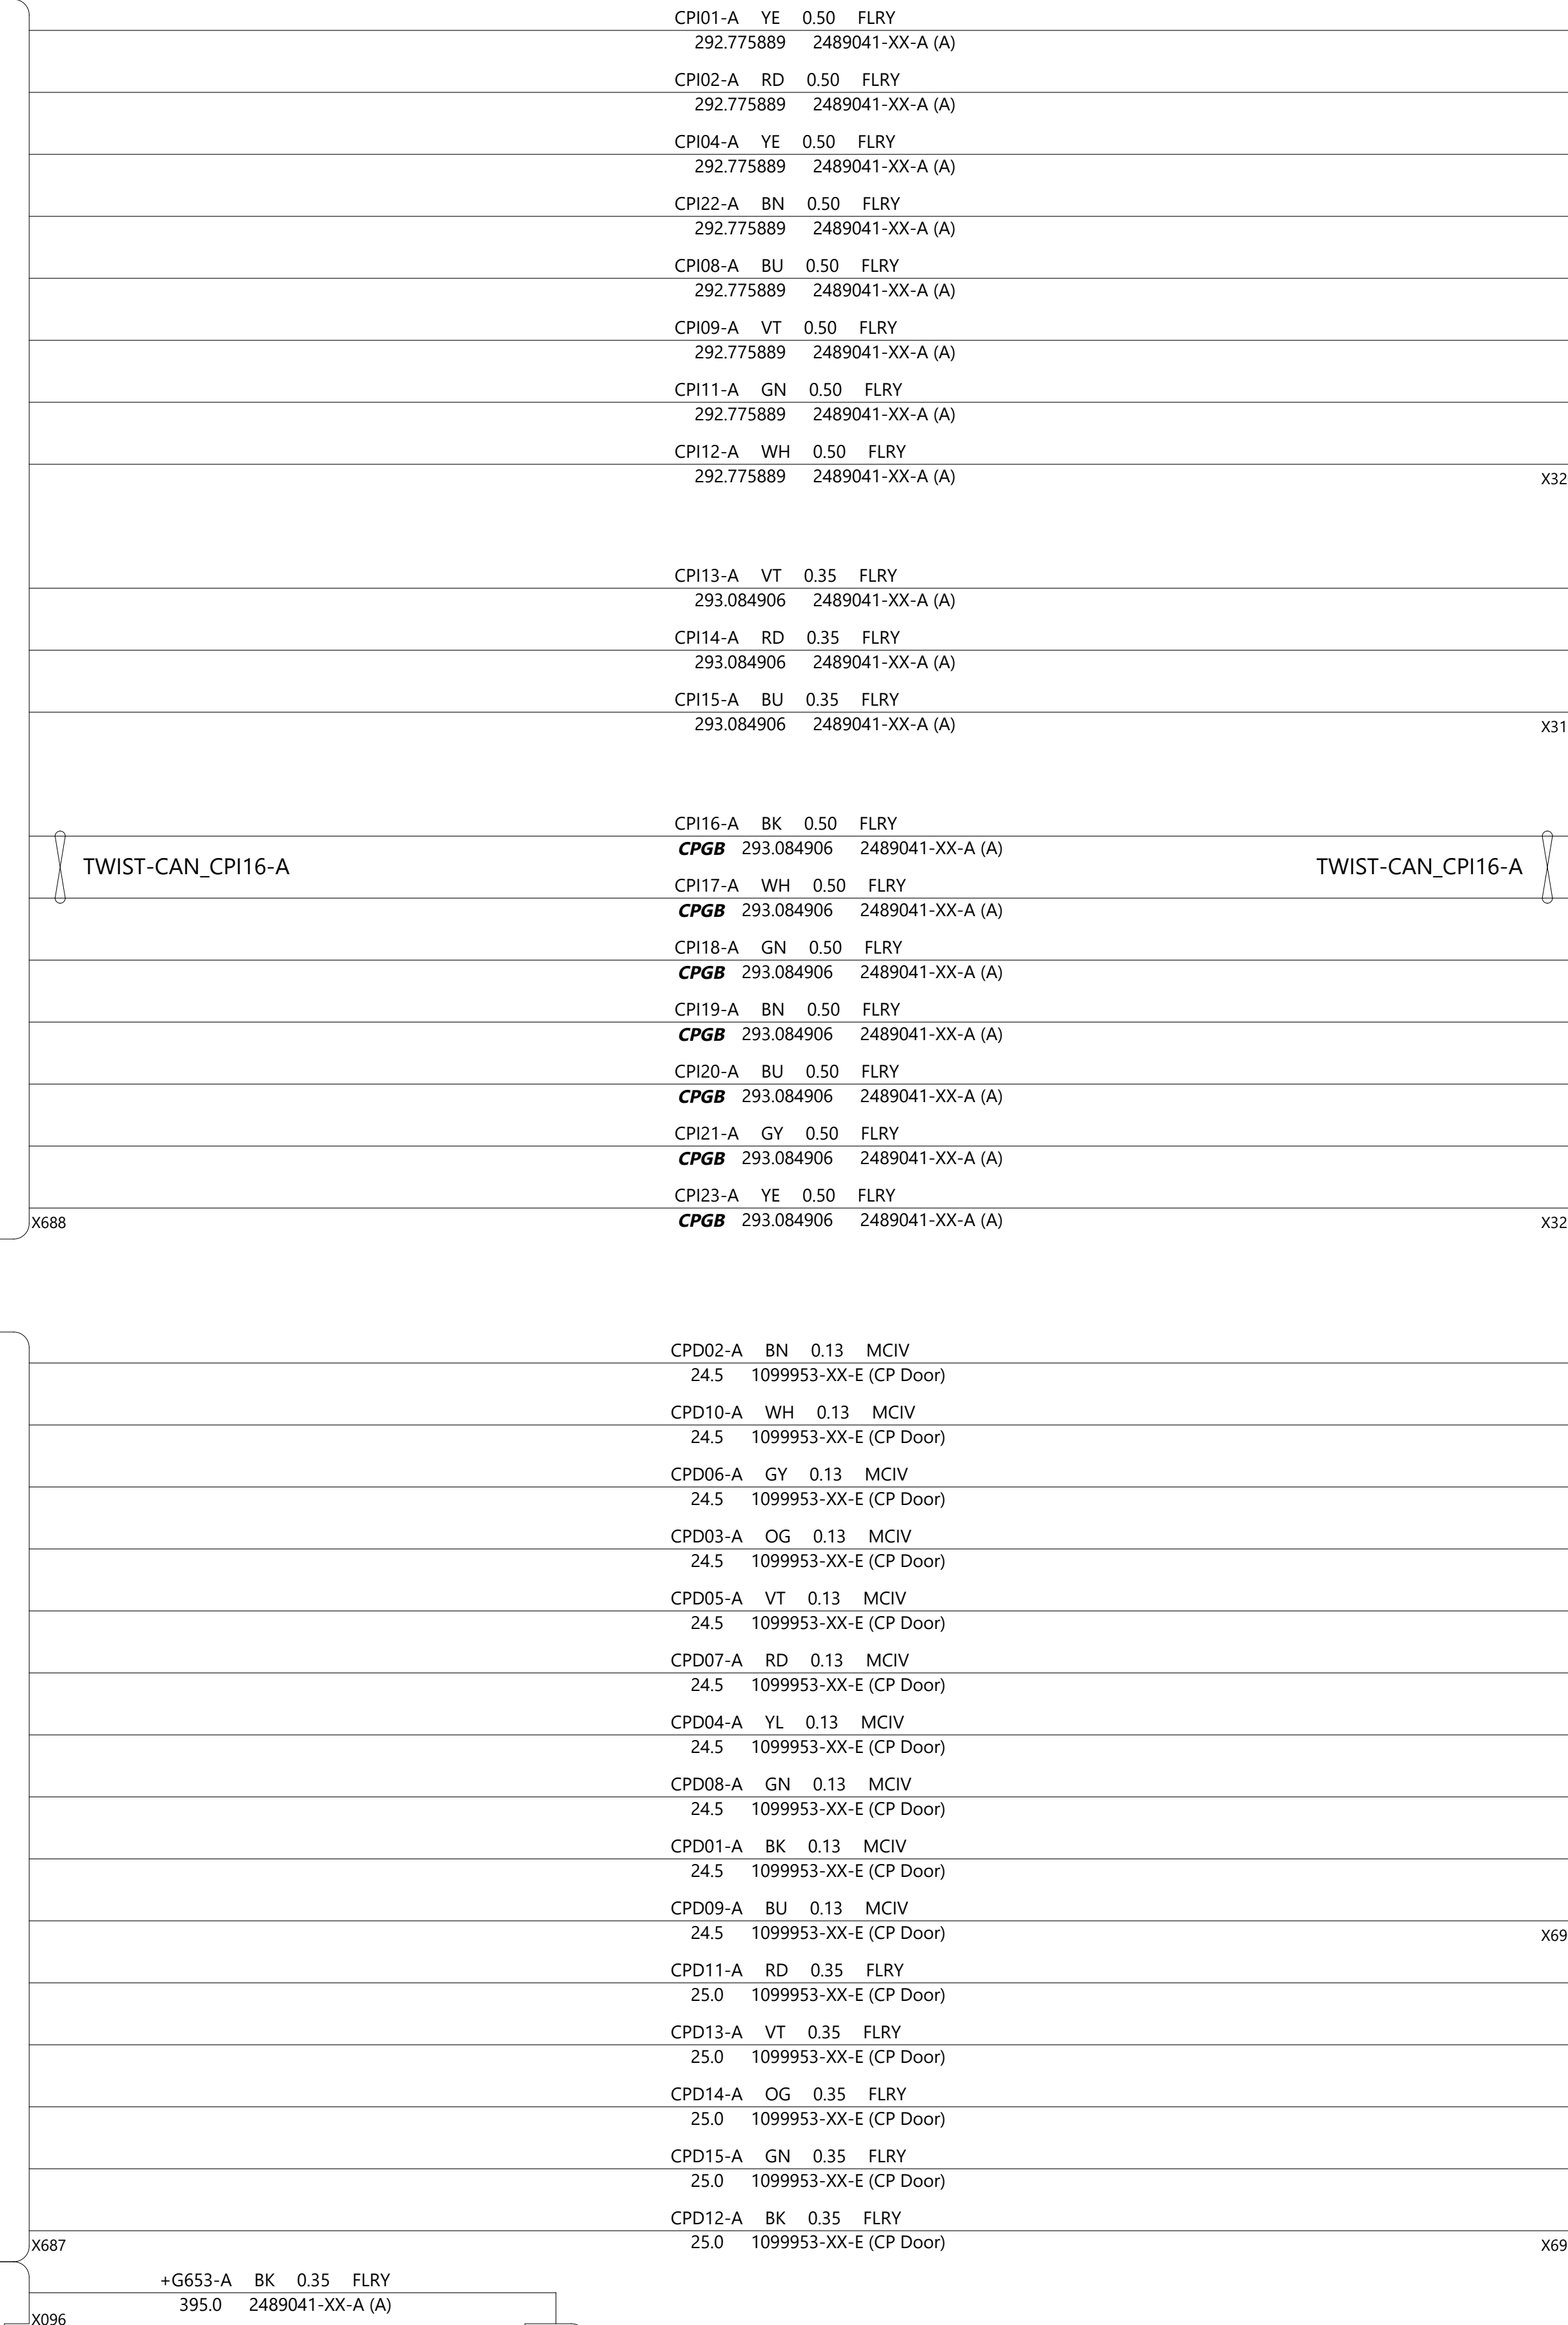 CPI01-A YE 0.50 FLRY
292.775889 2489041-XX-A (A)
CPI02-A RD 0.50 FLRY
292.775889 2489041-XX-A (A)
CPI04-A YE 0.50 FLRY
292.775889 2489041-XX-A (A)
CPI22-A BN 0.50 FLRY
292.775889 2489041-XX-A (A)
CPI08-A BU 0.50 FLRY
292.775889 2489041-XX-A (A)
CPI09-A VT 0.50 FLRY
292.775889 2489041-XX-A (A)
CPI11-A GN 0.50 FLRY
292.775889 2489041-XX-A (A)
CPI12-A WH 0.50 FLRY
292.775889 2489041-XX-A (A)
X32
CPI13-A VT 0.35 FLRY
293.084906 2489041-XX-A (A)
CPI14-A RD 0.35 FLRY
293.084906 2489041-XX-A (A)
CPI15-A BU 0.35 FLRY
293.084906 2489041-XX-A (A)
X31
CPI16-A BK 0.50 FLRY
CPGB 293.084906 2489041-XX-A (A)
TWIST-CAN_CPI16-A
TWIST-CAN_CPI16-A
CPI17-A WH 0.50 FLRY
CPGB 293.084906 2489041-XX-A (A)
CPI18-A GN 0.50 FLRY
CPGB 293.084906 2489041-XX-A (A)
CPI19-A BN 0.50 FLRY
CPGB 293.084906 2489041-XX-A (A)
CPI20-A BU 0.50 FLRY
CPGB 293.084906 2489041-XX-A (A)
CPI21-A GY 0.50 FLRY
CPGB 293.084906 2489041-XX-A (A)
CPI23-A YE 0.50 FLRY
X688
CPGB 293.084906 2489041-XX-A (A)
X32
CPD02-A BN 0.13 MCIV
24.5 1099953-XX-E (CP Door)
CPD10-A WH 0.13 MCIV
24.5 1099953-XX-E (CP Door)
CPD06-A GY 0.13 MCIV
24.5 1099953-XX-E (CP Door)
CPD03-A OG 0.13 MCIV
24.5 1099953-XX-E (CP Door)
CPD05-A VT 0.13 MCIV
24.5 1099953-XX-E (CP Door)
CPD07-A RD 0.13 MCIV
24.5 1099953-XX-E (CP Door)
CPD04-A YL 0.13 MCIV
24.5 1099953-XX-E (CP Door)
CPD08-A GN 0.13 MCIV
24.5 1099953-XX-E (CP Door)
CPD01-A BK 0.13 MCIV
24.5 1099953-XX-E (CP Door)
CPD09-A BU 0.13 MCIV
24.5 1099953-XX-E (CP Door)
X69
CPD11-A RD 0.35 FLRY
25.0 1099953-XX-E (CP Door)
CPD13-A VT 0.35 FLRY
25.0 1099953-XX-E (CP Door)
CPD14-A OG 0.35 FLRY
25.0 1099953-XX-E (CP Door)
CPD15-A GN 0.35 FLRY
25.0 1099953-XX-E (CP Door)
CPD12-A BK 0.35 FLRY
X687
25.0 1099953-XX-E (CP Door)
X69
+G653-A BK 0.35 FLRY
395.0 2489041-XX-A (A)
X096